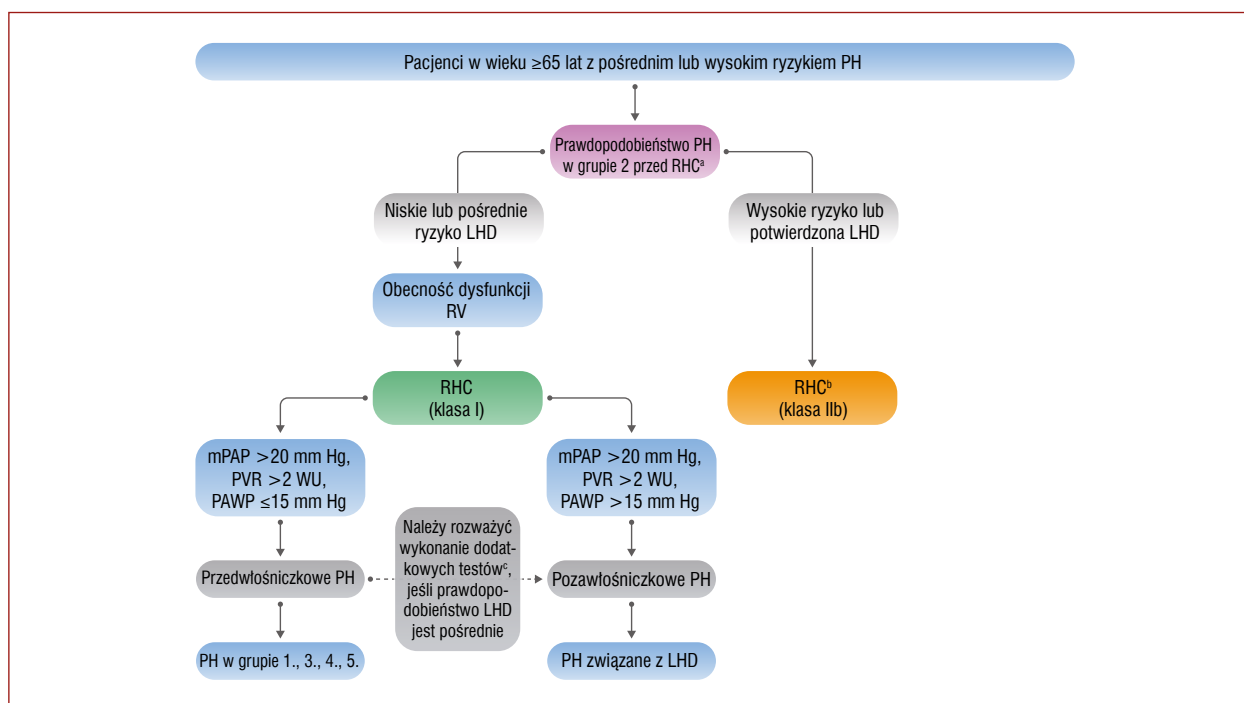 Pacjenci w wieku ≥65 lat z pośrednim lub wysokim ryzykiem PH
Prawdopodobieństwo PH
w grupie 2 przed RHCᵃ
Niskie lub pośrednie
ryzyko LHD
Wysokie ryzyko lub
potwierdzona LHD
Obecność dysfunkcji
RV
RHC
(klasa I)
RHCᵇ
(klasa IIb)
mPAP >20 mm Hg,
PVR >2 WU,
PAWP ≤15 mm Hg
mPAP >20 mm Hg,
PVR >2 WU,
PAWP >15 mm Hg
Należy rozważyć
wykonanie dodat-
kowych testówᶜ,
jeśli prawdopo-
dobieństwo LHD
jest pośrednie
Przedwłośniczkowe PH
Pozawłośniczkowe PH
PH w grupie 1., 3., 4., 5.
PH związane z LHD